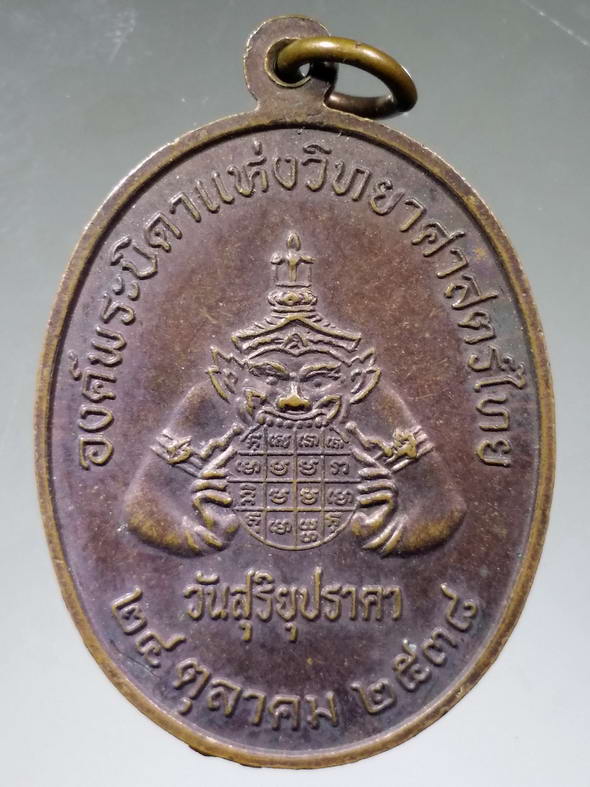 องค์พระบิดาแห่งวิทยาศาสตร์ไทย
วันสุริยุปราคา
๒๔ ตุลาคม ๒๕๓๘